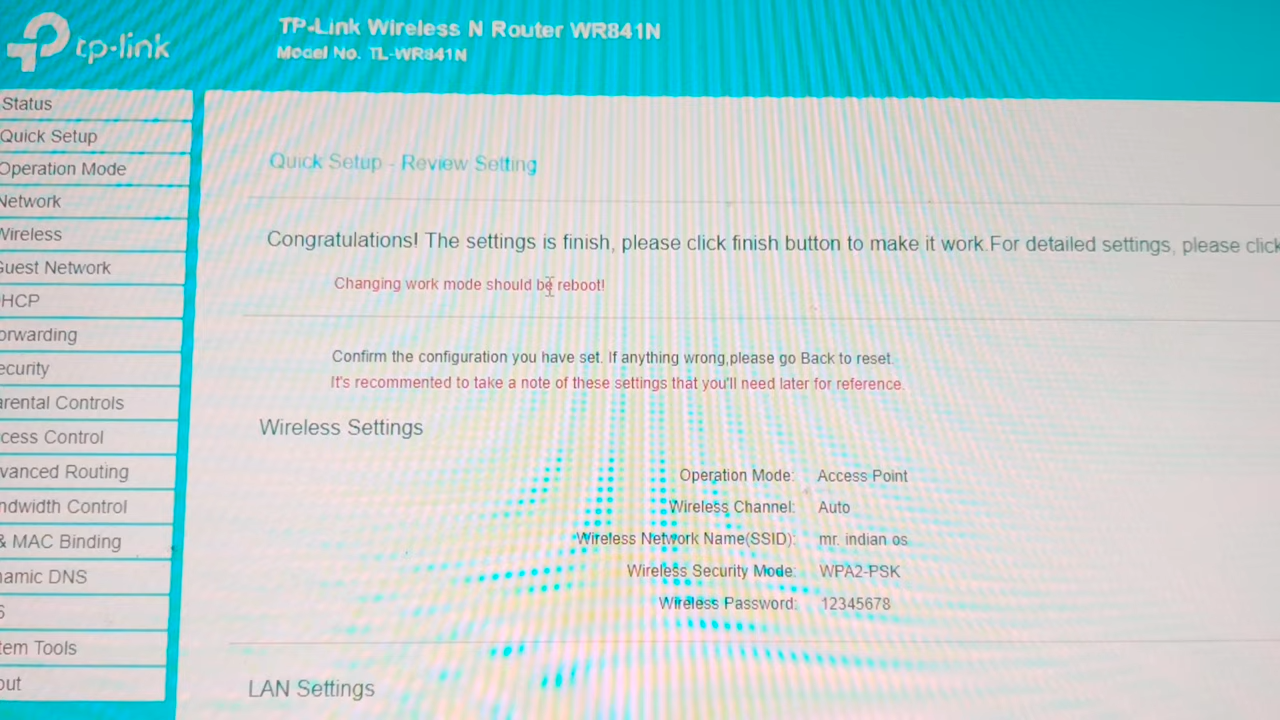 tp-link
TP-Link Wireless N Router WR841N
Model No. TL-WR841N
Status
Quick Setup
Operation Mode
Network
Wireless
Guest Network
HCP
orwarding
ecurity
arental Controls
cess Control
vanced Routing
ndwidth Control
& MAC Binding
namic DNS
6
tem Tools
out
Quick Setup - Review Setting
Congratulations! The settings is finish, please click finish button to make it work.For detailed settings, please click
Changing work mode should be reboot!
Confirm the configuration you have set. If anything wrong,please go Back to reset.
It's recommented to take a note of these settings that you'll need later for reference.
Wireless Settings
Operation Mode: Access Point
Wireless Channel: Auto
Wireless Network Name(SSID): mr. indian os
Wireless Security Mode: WPA2-PSK
Wireless Password: 12345678
LAN Settings